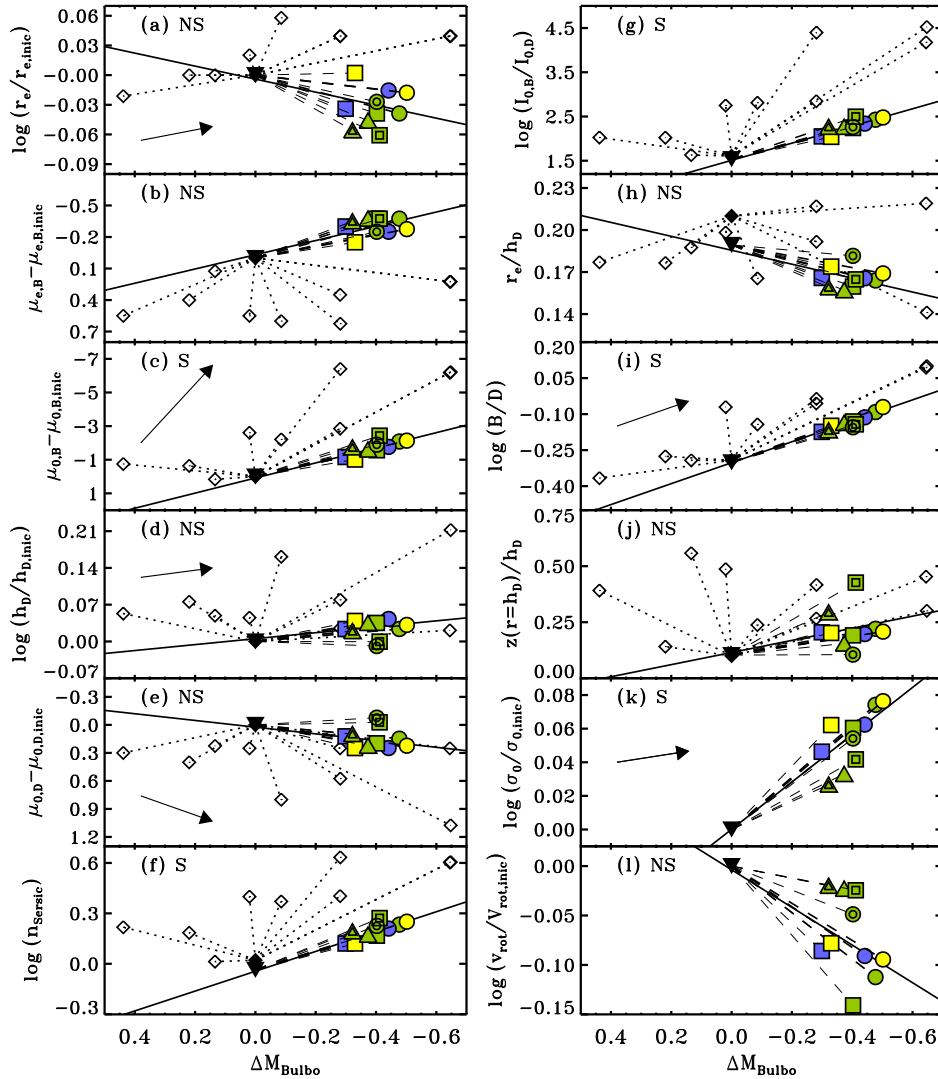 (a) NS
log (r_e/r_e,inic)
0.06
0.03
-0.00
-0.03
-0.06
-0.09
(b) NS
μ_e,B−μ_e,B,inic
-0.5
-0.2
0.1
0.4
0.7
(c) S
μ_0,B−μ_0,B,inic
-7
-5
-3
-1
1
(d) NS
log (h_D/h_D,inic)
0.21
0.14
0.07
0.00
-0.07
(e) NS
μ_0,D−μ_0,D,inic
-0.3
0.0
0.3
0.6
0.9
1.2
(f) S
log (n_Sersic)
0.6
0.3
0.0
-0.3
0.4 0.2 0.0 -0.2 -0.4 -0.6
ΔM_Bulbo
(g) S
log (I_0,B/I_0,D)
4.5
3.5
2.5
1.5
(h) NS
r_e/h_D
0.23
0.20
0.17
0.14
(i) S
log (B/D)
0.20
0.05
-0.10
-0.25
-0.40
(j) NS
z(r=h_D)/h_D
0.75
0.50
0.25
0.00
(k) S
log (σ_0/σ_0,inic)
0.08
0.06
0.04
0.02
0.00
(l) NS
log (v_rot/v_rot,inic)
0.00
-0.05
-0.10
-0.15
0.4 0.2 0.0 -0.2 -0.4 -0.6
ΔM_Bulbo